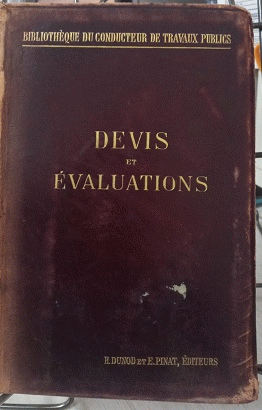 BIBLIOTHÈQUE DU CONDUCTEUR DE TRAVAUX PUBLICS
DEVIS
ET
ÉVALUATIONS
H. DUNOD ET E. PINAT, ÉDITEURS